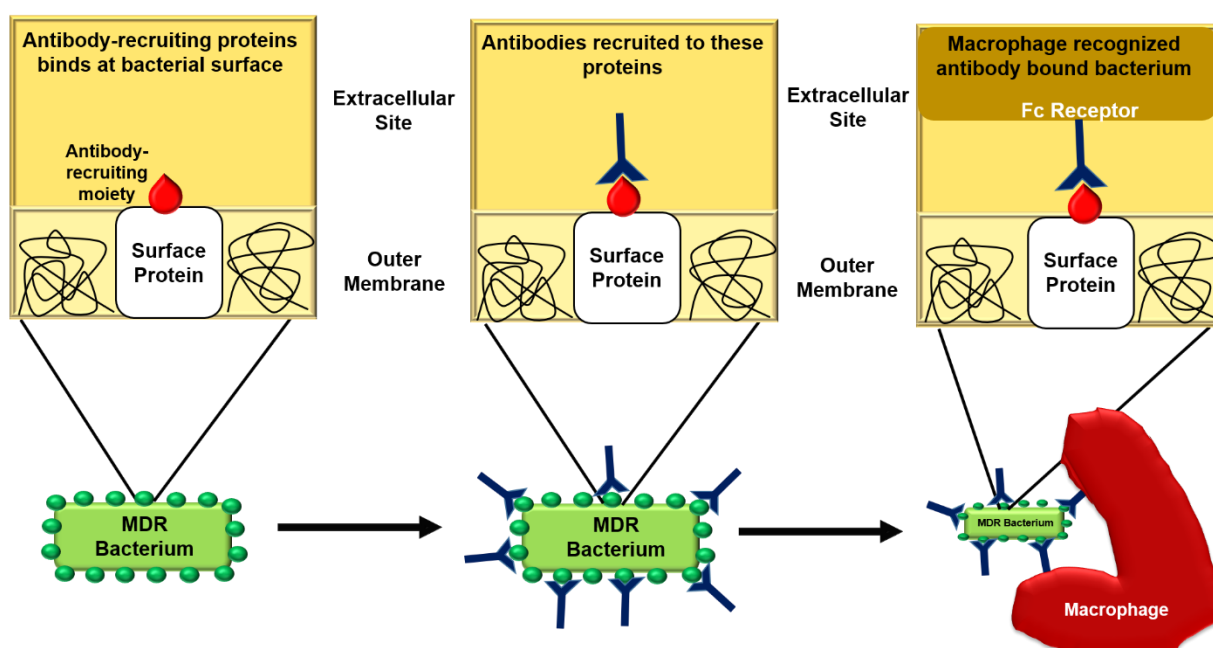 Antibody-recruiting proteins
binds at bacterial surface
Antibody-
recruiting
moiety
Surface
Protein
Extracellular
Site
Outer
Membrane
MDR
Bacterium
Antibodies recruited to these
proteins
Surface
Protein
Extracellular
Site
Outer
Membrane
MDR
Bacterium
Macrophage recognized
antibody bound bacterium
Fc Receptor
Surface
Protein
MDR Bacterium
Macrophage